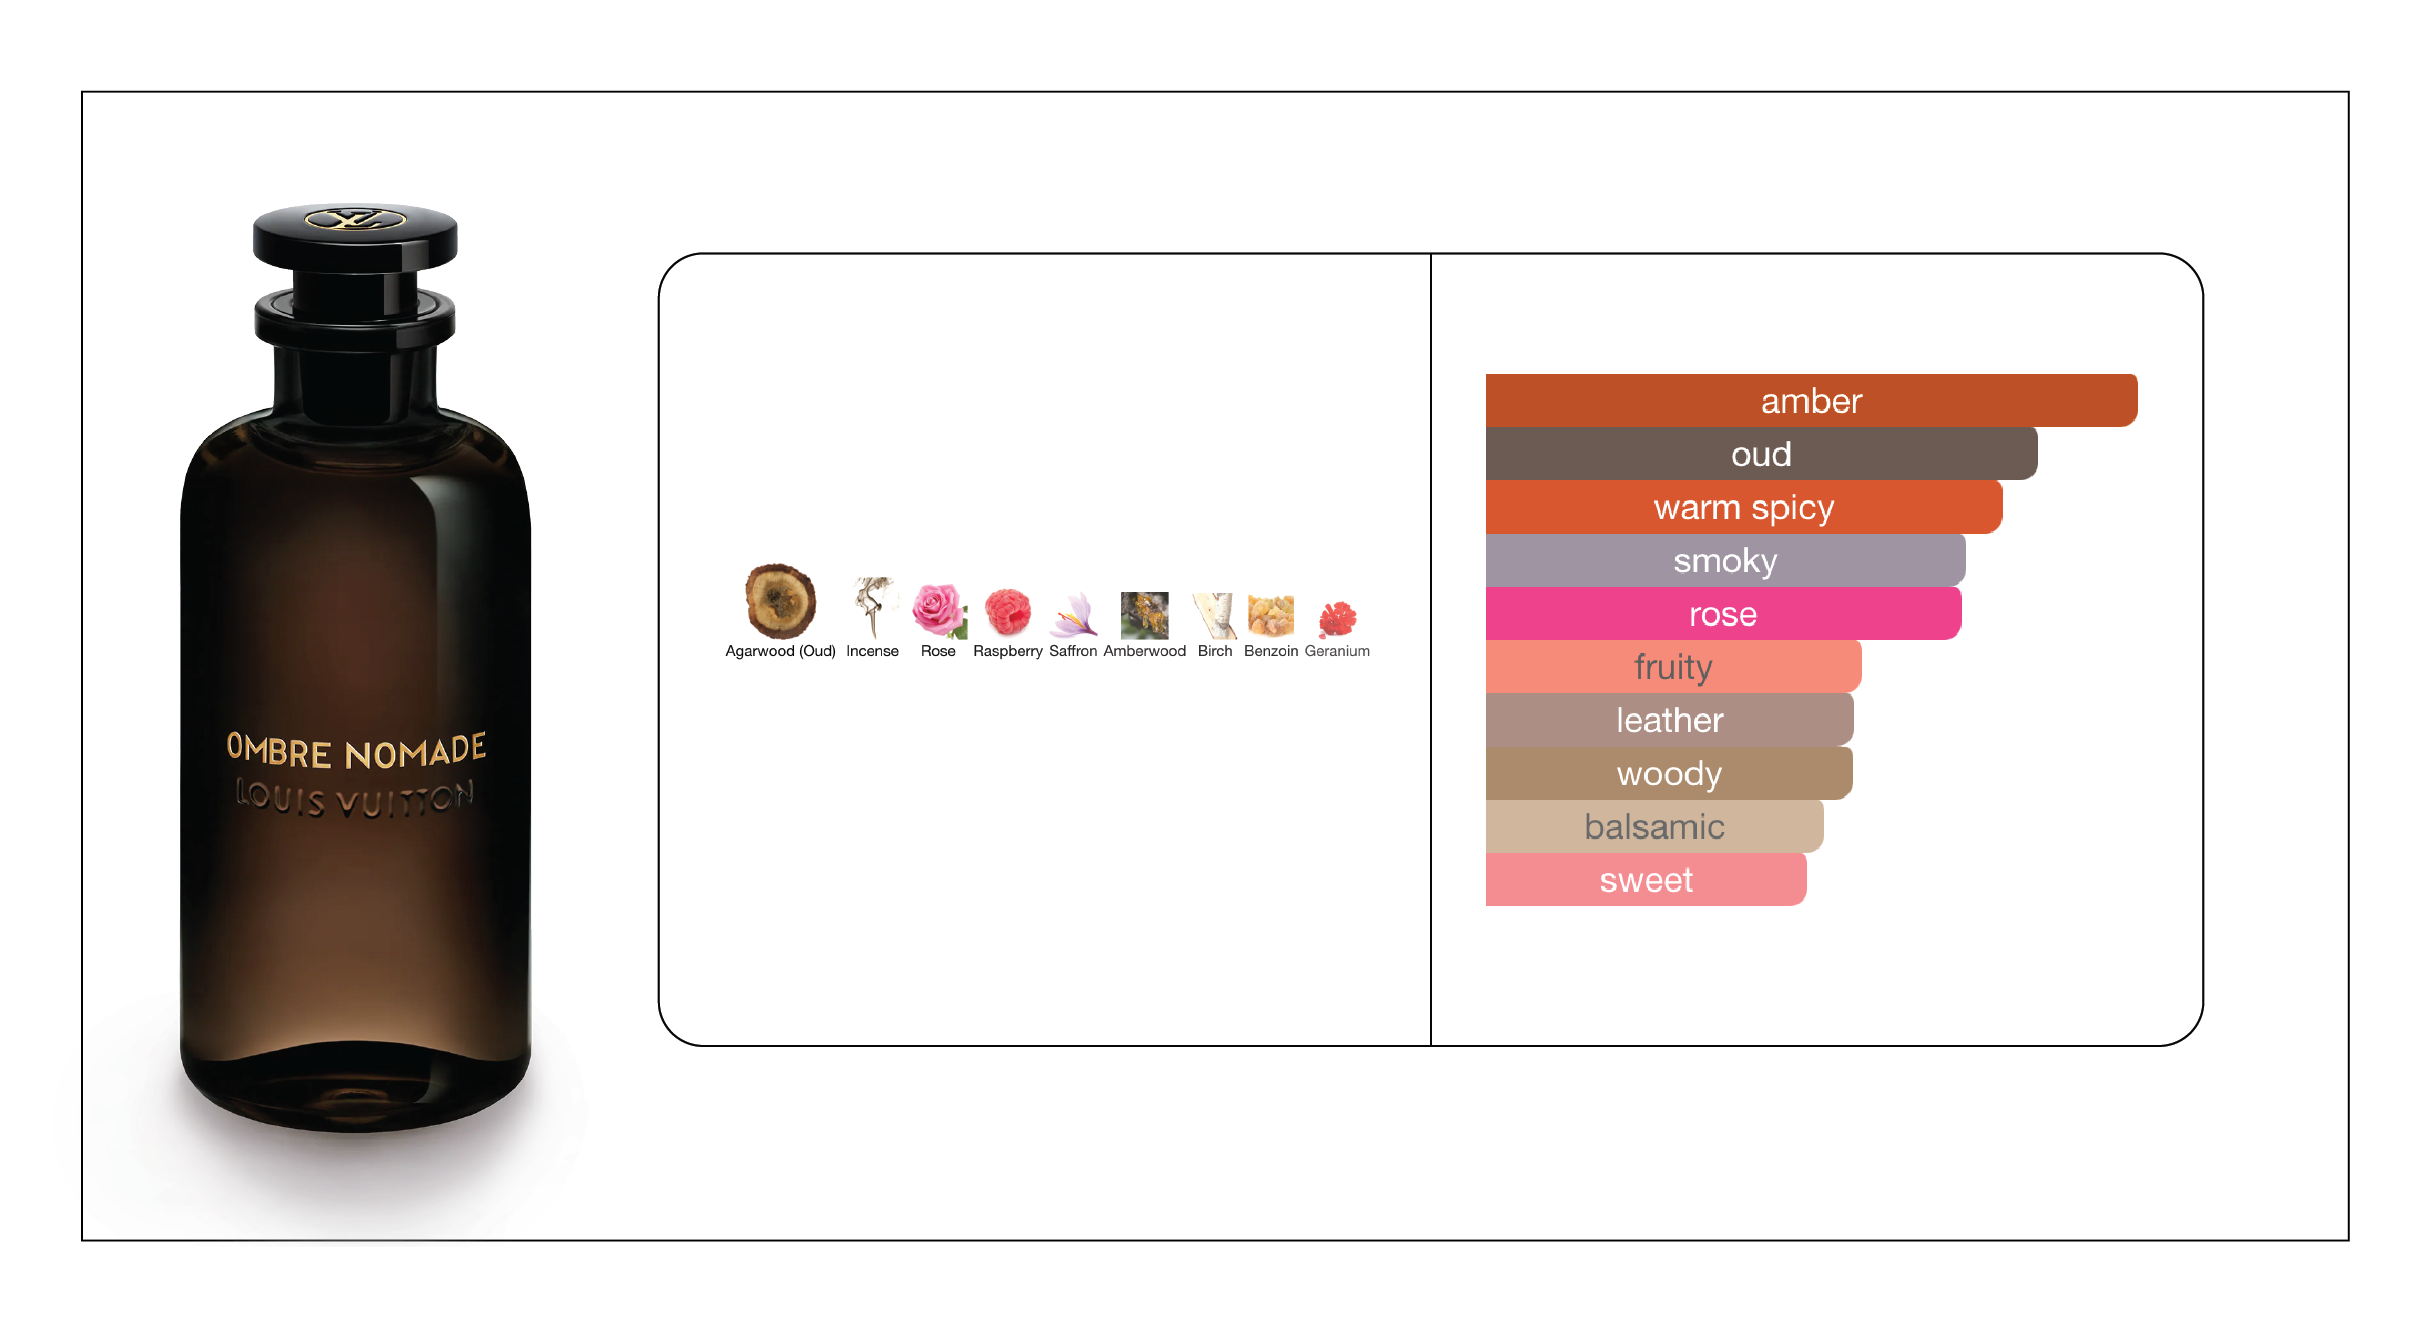 LV
OMBRE NOMADE
LOUIS VUITTON
Agarwood (Oud) Incense Rose Raspberry Saffron Amberwood Birch Benzoin Geranium
amber
oud
warm spicy
smoky
rose
fruity
leather
woody
balsamic
sweet